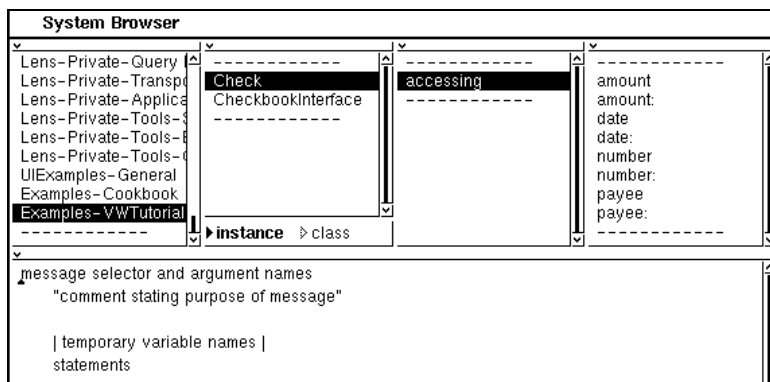 System Browser
Lens-Private-Query
Lens-Private-Transpo
Lens-Private-Applica
Lens-Private-Tools-
Lens-Private-Tools-
Lens-Private-Tools-
UIExamples-General
Examples-Cookbook
Examples-VWTutorial
-------------
-------------
Check
CheckbookInterface
-------------
instance class
-------------
accessing
-------------
-------------
amount
amount:
date
date:
number
number:
payee
payee:
-------------
message selector and argument names
"comment stating purpose of message"
| temporary variable names |
statements